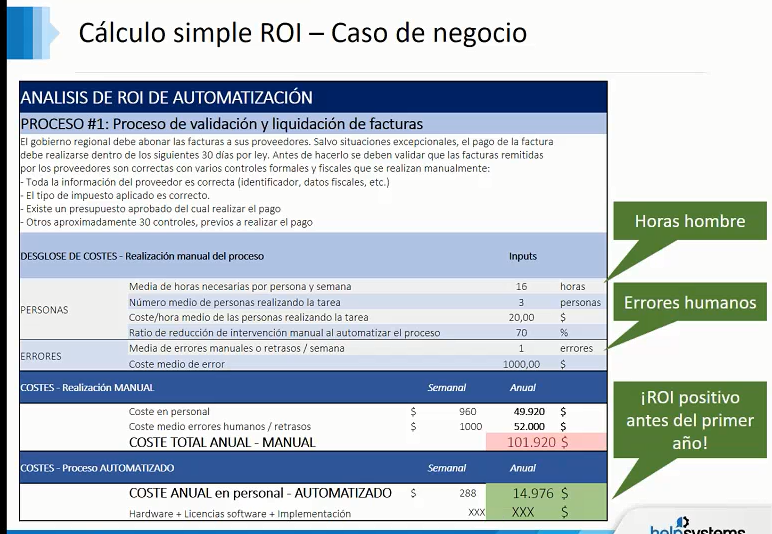 Cálculo simple ROI – Caso de negocio
ANALISIS DE ROI DE AUTOMATIZACIÓN
PROCESO #1: Proceso de validación y liquidación de facturas
El gobierno regional debe abonar las facturas a sus proveedores. Salvo situaciones excepcionales, el pago de la factura
debe realizarse dentro de los siguientes 30 días por ley. Antes de hacerlo se deben validar que las facturas remitidas
por los proveedores son correctas con varios controles formales y fiscales que se realizan manualmente:
- Toda la información del proveedor es correcta (identificador, datos fiscales, etc.)
- El tipo de impuesto aplicado es correcto.
- Existe un presupuesto aprobado del cual realizar el pago
- Otros aproximadamente 30 controles, previos a realizar el pago
Horas hombre
DESGLOSE DE COSTES - Realización manual del proceso Inputs
PERSONAS
Media de horas necesarias por persona y semana 16 horas
Número medio de personas realizando la tarea 3 personas
Coste/hora medio de las personas realizando la tarea 20,00 $
Ratio de reducción de intervención manual al automatizar el proceso 70 %
Errores humanos
ERRORES
Media de errores manuales o retrasos / semana 1 errores
Coste medio de error 1000,00 $
COSTES - Realización MANUAL Semanal Anual
Coste en personal $ 960 49.920 $
Coste medio errores humanos / retrasos $ 1000 52.000 $
COSTE TOTAL ANUAL - MANUAL 101.920 $
¡ROI positivo
antes del primer
año!
COSTES - Proceso AUTOMATIZADO Semanal Anual
COSTE ANUAL en personal - AUTOMATIZADO $ 288 14.976 $
Hardware + Licencias software + Implementación XXX XXX $
helpsystems